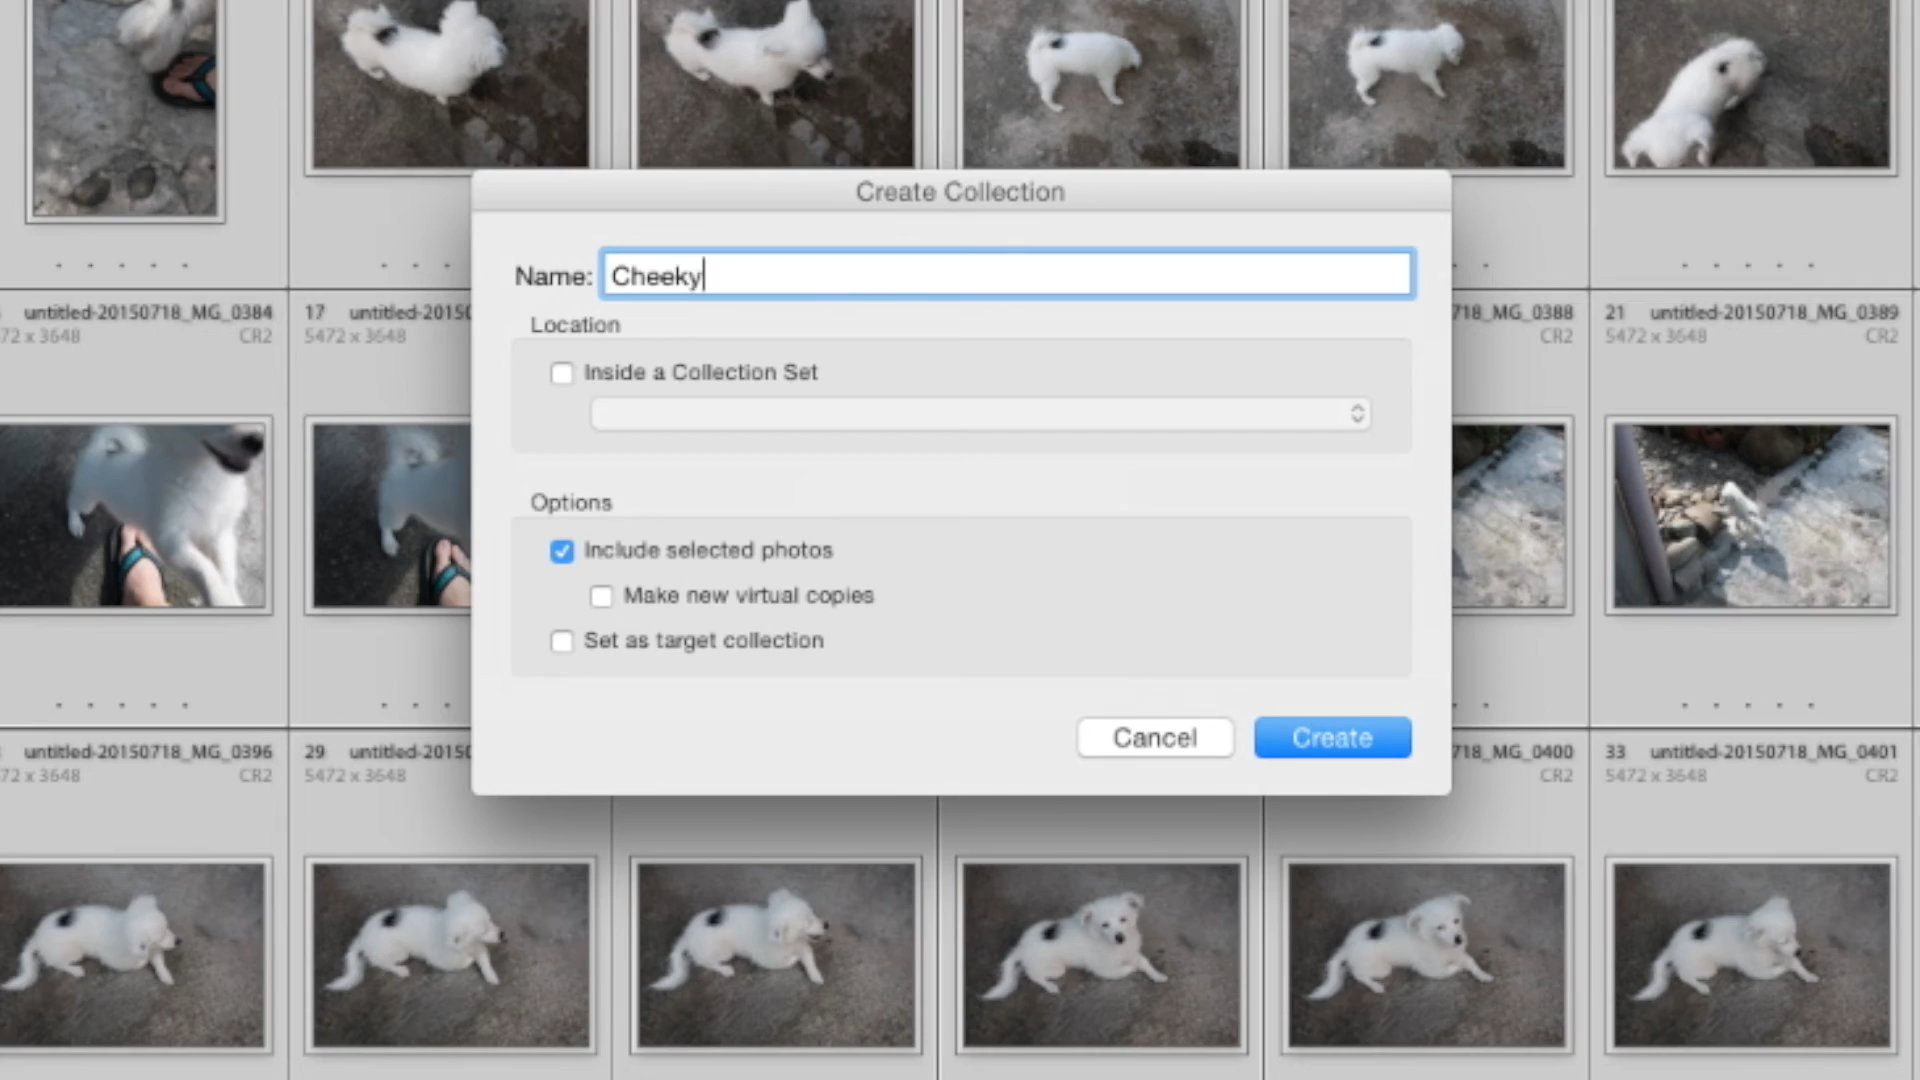 Create Collection
Name: Cheeky
Location
Inside a Collection Set
Options
Include selected photos
Make new virtual copies
Set as target collection
Cancel
Create
untitled-20150718_MG_0384
72 x 3648 CR2
17 untitled-2015
5472 x 3648
718_MG_0388
CR2
21 untitled-20150718_MG_0389
5472 x 3648 CR2
untitled-20150718_MG_0396
72 x 3648 CR2
29 untitled-2015
5472 x 3648
718_MG_0400
CR2
33 untitled-20150718_MG_0401
5472 x 3648 CR2